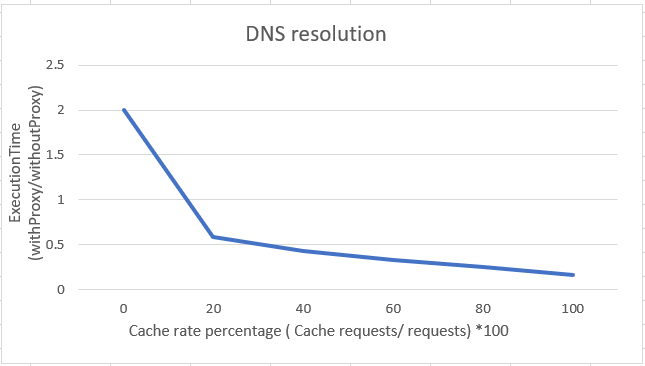 DNS resolution
2.5
2
1.5
1
0.5
0
ExecutionTime
(withProxy/withoutProxy)
0 20 40 60 80 100
Cache rate percentage ( Cache requests/ requests) *100